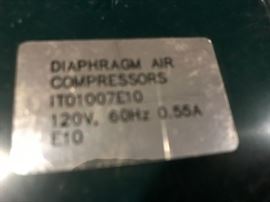 DIAPHRAGM AIR
COMPRESSORS
IT01007E10
120V, 60Hz 0.55A
E10